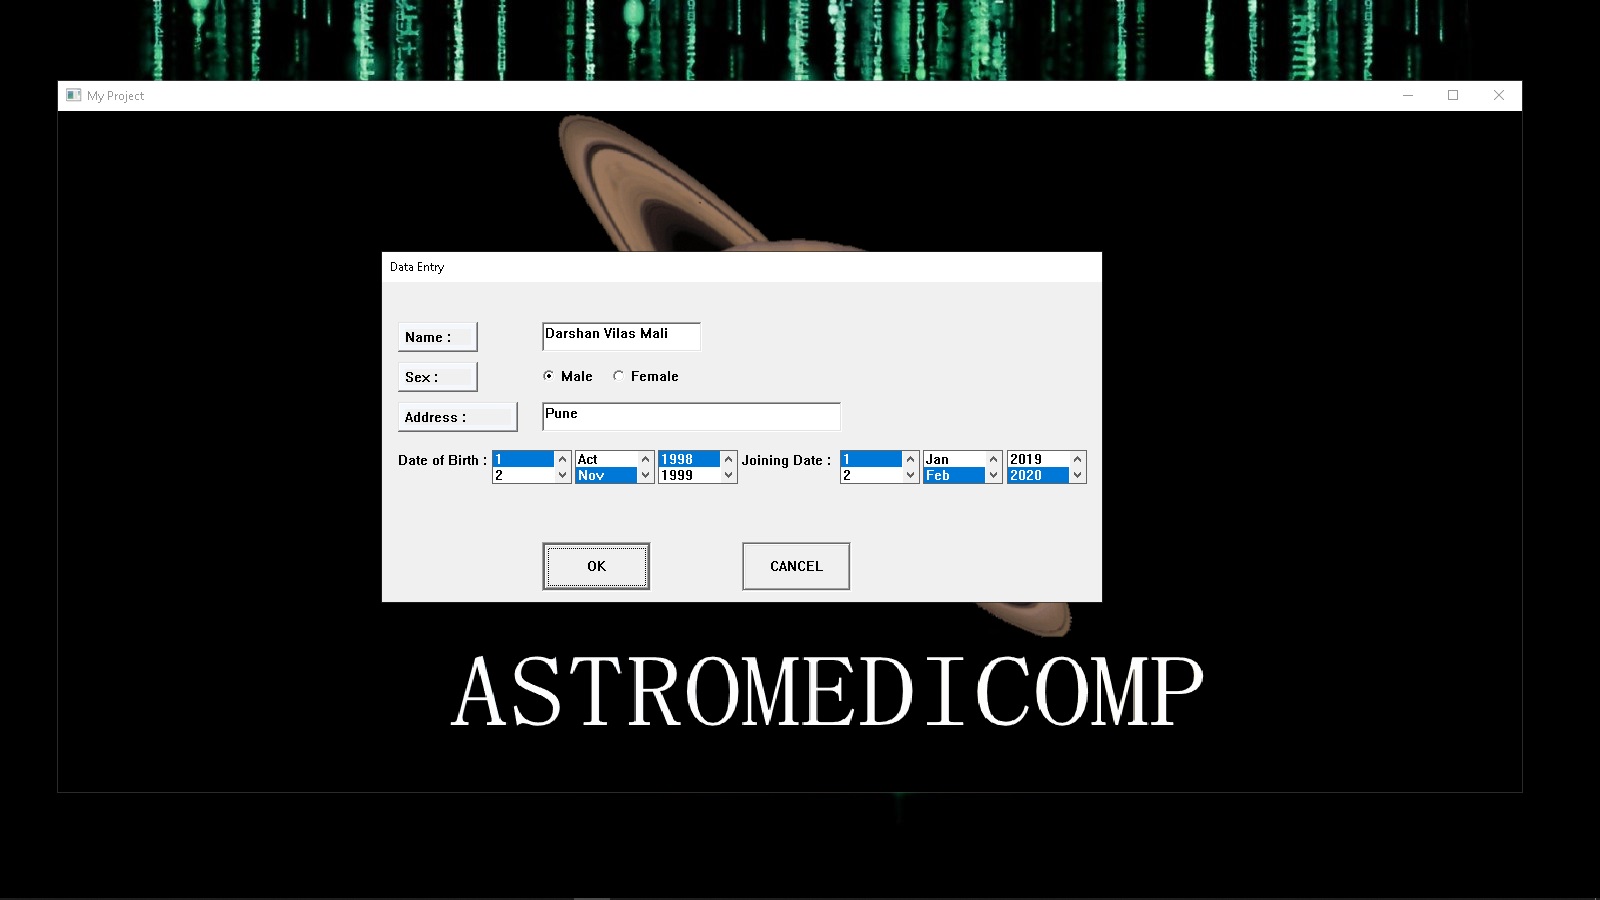 My Project
Data Entry
Name : Darshan Vilas Mali
Sex : Male Female
Address : Pune
Date of Birth : 1 Act 1998 Joining Date : 1 Jan 2019
2 Nov 1999 2 Feb 2020
OK CANCEL
ASTROMEDICOMP